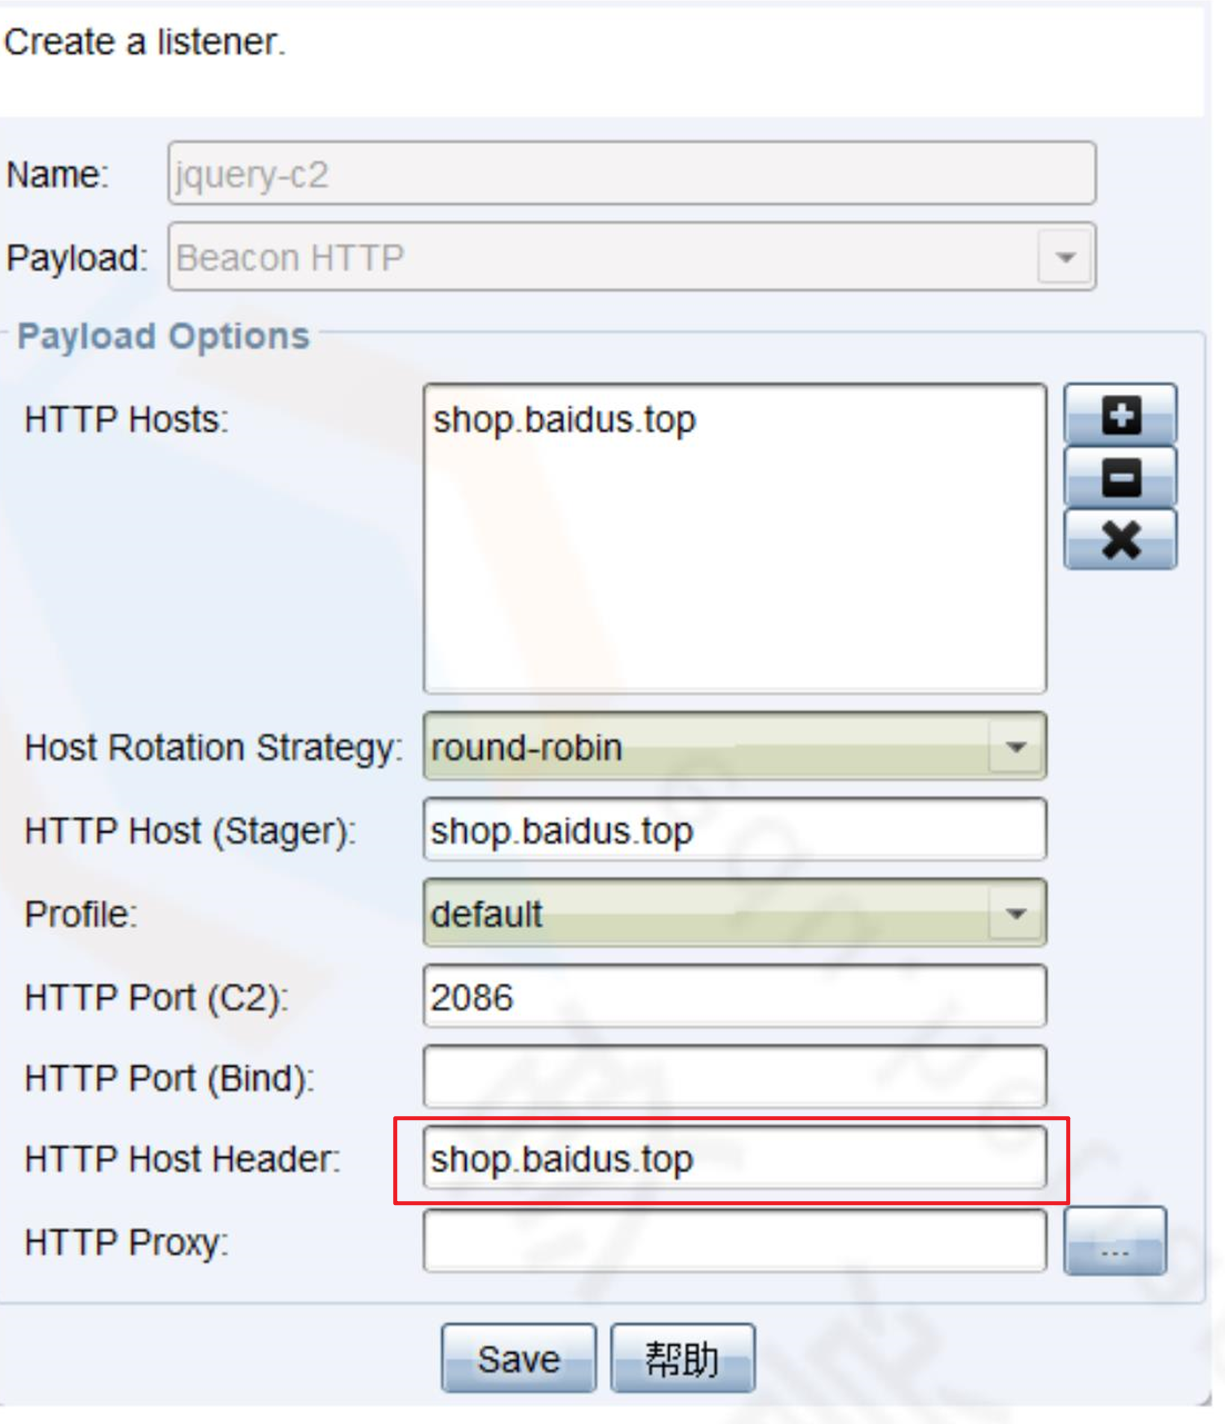 Create a listener.
Name: jquery-c2
Payload: Beacon HTTP
Payload Options
HTTP Hosts: shop.baidus.top
Host Rotation Strategy: round-robin
HTTP Host (Stager): shop.baidus.top
Profile: default
HTTP Port (C2): 2086
HTTP Port (Bind):
HTTP Host Header: shop.baidus.top
HTTP Proxy: ...
Save 帮助